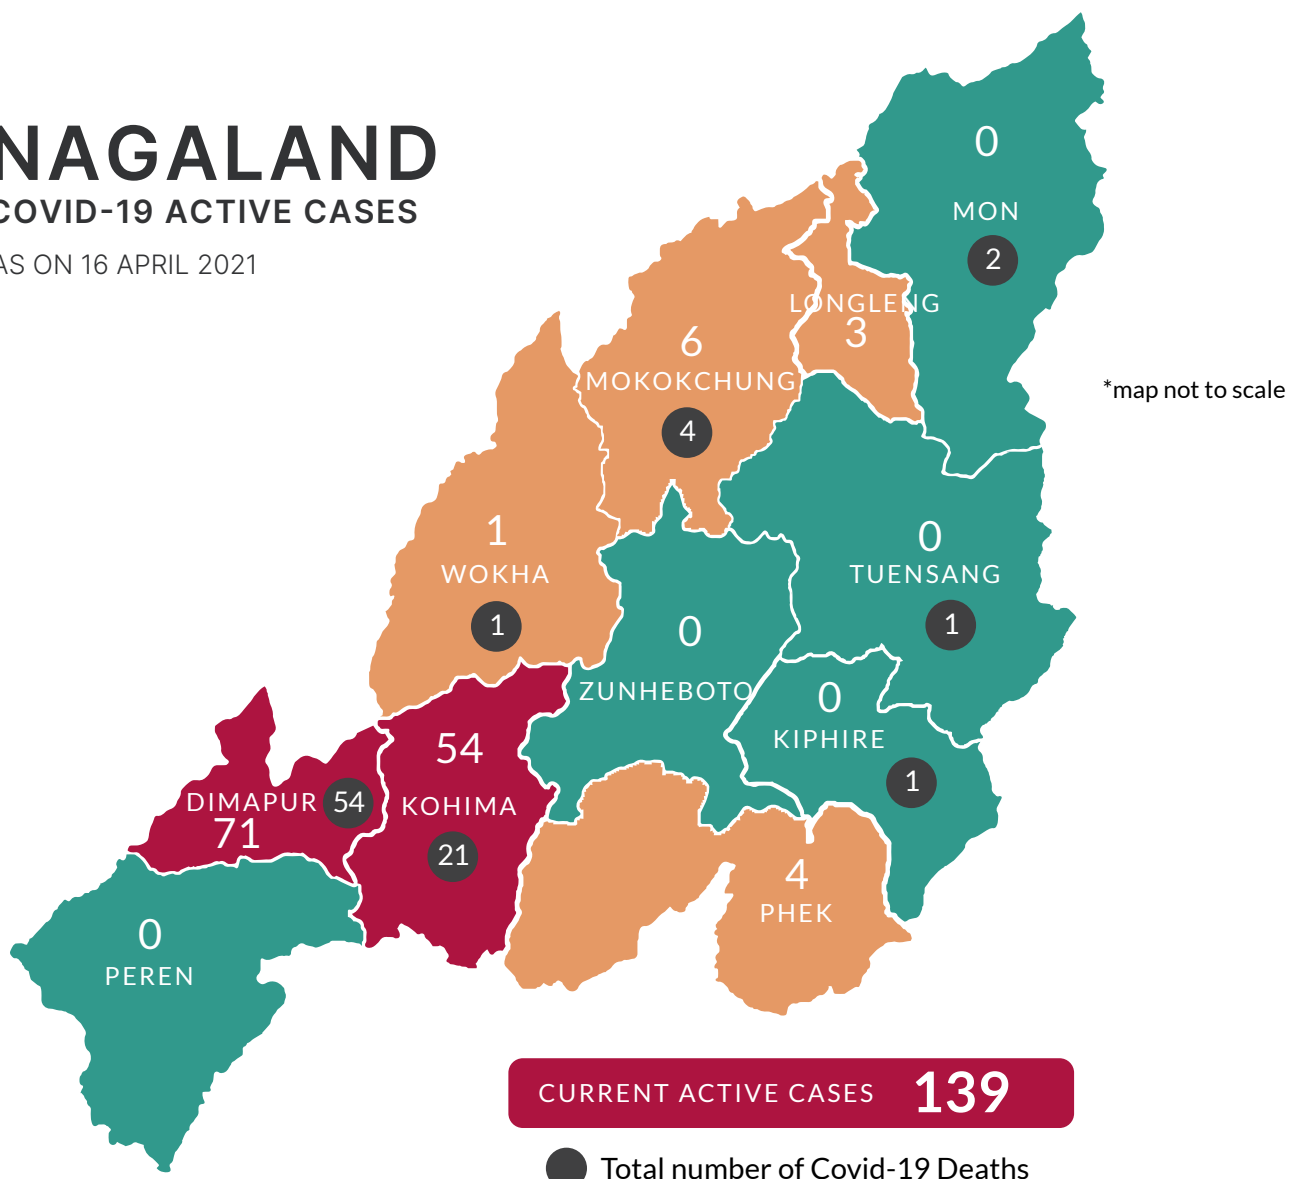 NAGALAND
COVID-19 ACTIVE CASES
AS ON 16 APRIL 2021
0
MON
2
LONGLENG
3
6
MOKOKCHUNG
4
*map not to scale
1
WOKHA
1
0
TUENSANG
1
0
ZUNHEBOTO
0
KIPHIRE
1
54
KOHIMA
21
DIMAPUR 54
71
4
PHEK
0
PEREN
CURRENT ACTIVE CASES 139
Total number of Covid-19 Deaths